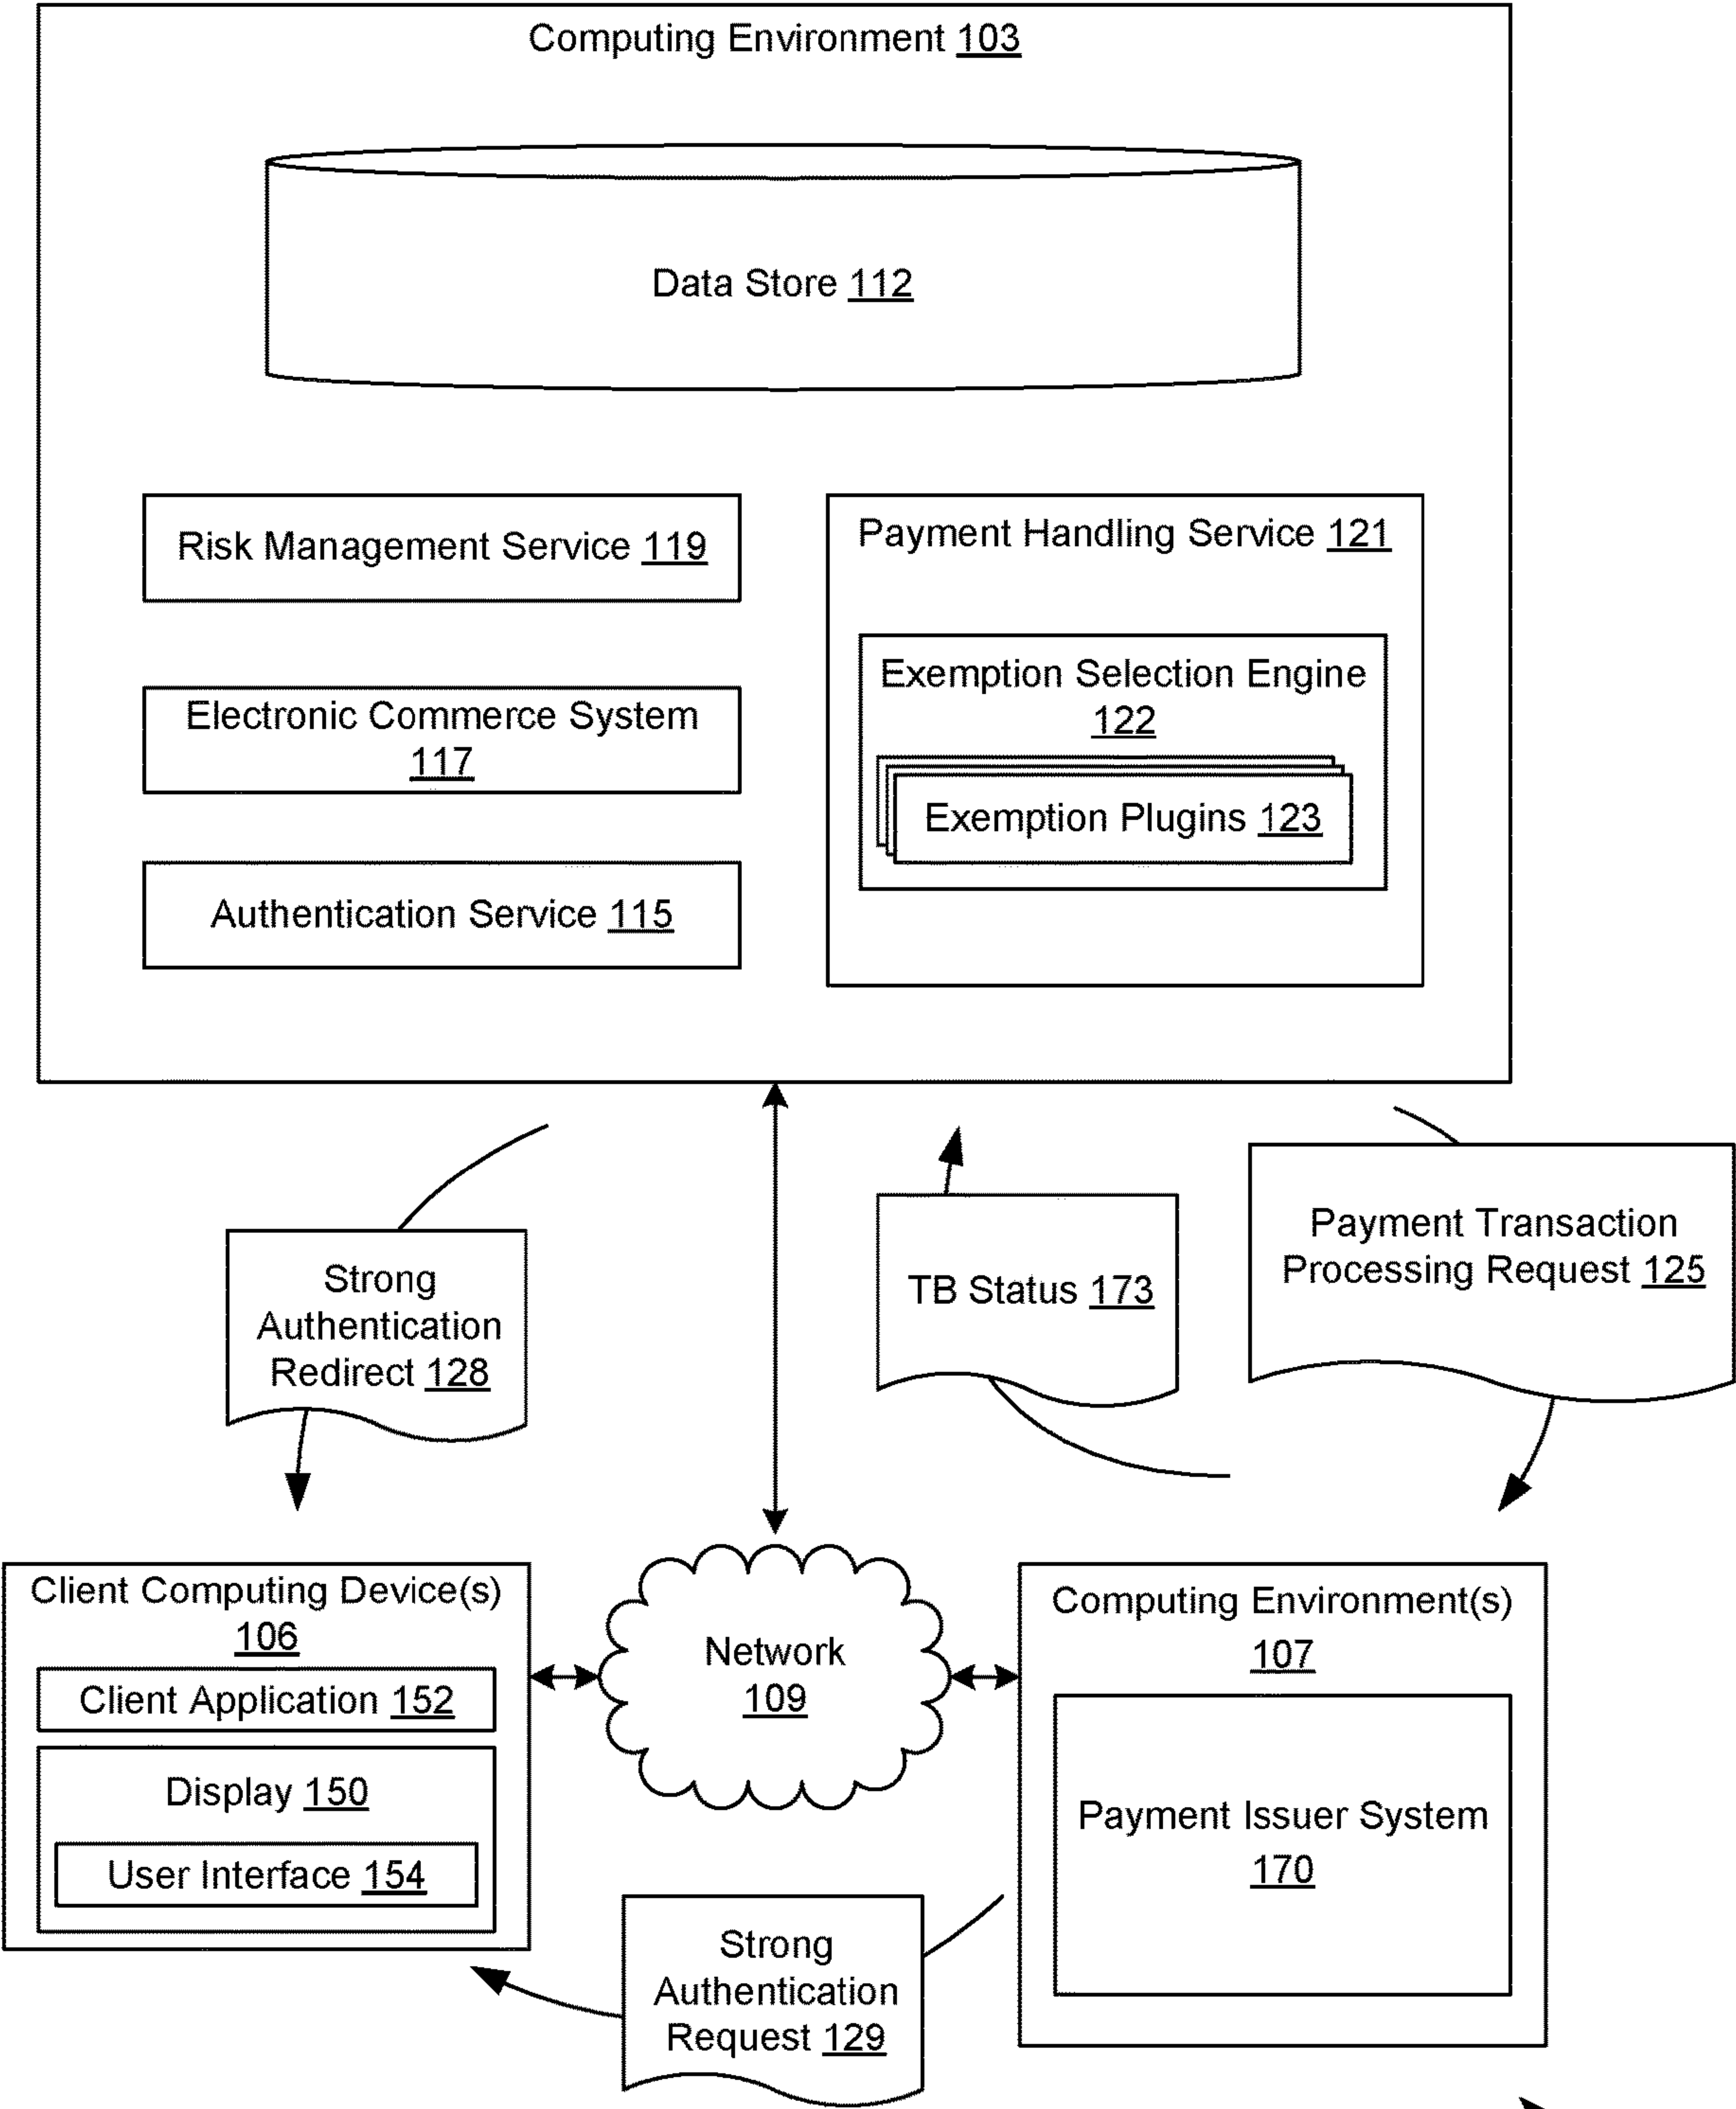 Computing Environment 103
Data Store 112
Risk Management Service 119
Electronic Commerce System
117
Authentication Service 115
Payment Handling Service 121
Exemption Selection Engine
122
Exemption Plugins 123
Strong
Authentication
Redirect 128
TB Status 173
Payment Transaction
Processing Request 125
Client Computing Device(s)
106
Client Application 152
Display 150
User Interface 154
Network
109
Computing Environment(s)
107
Payment Issuer System
170
Strong
Authentication
Request 129